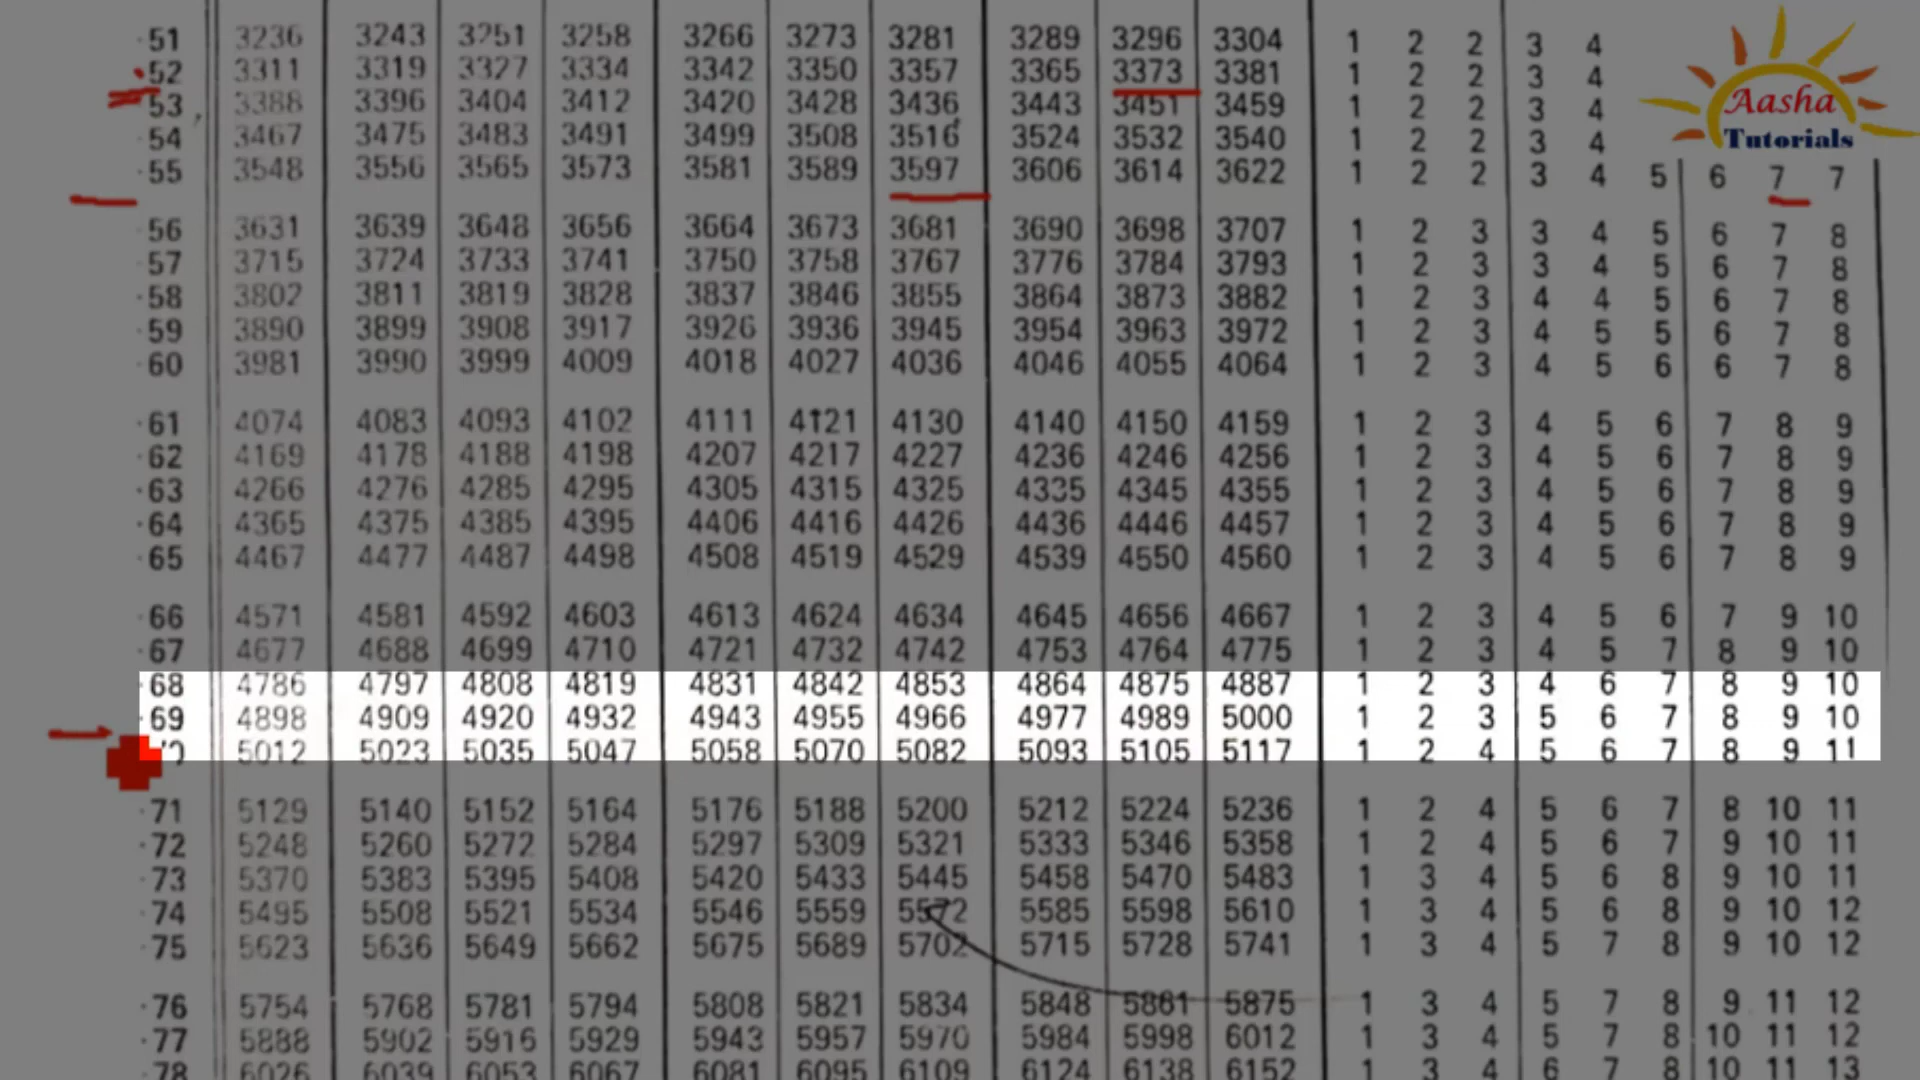 ·51 3236 3243 3251 3258 3266 3273 3281 3289 3296 3304 1 2 2 3 4
·52 3311 3319 3327 3334 3342 3350 3357 3365 3373 3381 1 2 2 3 4
·53 3388 3396 3404 3412 3420 3428 3436 3443 3451 3459 1 2 2 3 4
·54 3467 3475 3483 3491 3499 3508 3516 3524 3532 3540 1 2 2 3 4
·55 3548 3556 3565 3573 3581 3589 3597 3606 3614 3622 1 2 2 3 4 5 6 7 7
·56 3631 3639 3648 3656 3664 3673 3681 3690 3698 3707 1 2 3 3 4 5 6 7 8
·57 3715 3724 3733 3741 3750 3758 3767 3776 3784 3793 1 2 3 3 4 5 6 7 8
·58 3802 3811 3819 3828 3837 3846 3855 3864 3873 3882 1 2 3 4 4 5 6 7 8
·59 3890 3899 3908 3917 3926 3936 3945 3954 3963 3972 1 2 3 4 5 5 6 7 8
·60 3981 3990 3999 4009 4018 4027 4036 4046 4055 4064 1 2 3 4 5 6 6 7 8
·61 4074 4083 4093 4102 4111 4121 4130 4140 4150 4159 1 2 3 4 5 6 7 8 9
·62 4169 4178 4188 4198 4207 4217 4227 4236 4246 4256 1 2 3 4 5 6 7 8 9
·63 4266 4276 4285 4295 4305 4315 4325 4335 4345 4355 1 2 3 4 5 6 7 8 9
·64 4365 4375 4385 4395 4406 4416 4426 4436 4446 4457 1 2 3 4 5 6 7 8 9
·65 4467 4477 4487 4498 4508 4519 4529 4539 4550 4560 1 2 3 4 5 6 7 8 9
·66 4571 4581 4592 4603 4613 4624 4634 4645 4656 4667 1 2 3 4 5 6 7 9 10
·67 4677 4688 4699 4710 4721 4732 4742 4753 4764 4775 1 2 3 4 5 7 8 9 10
·68 4786 4797 4808 4819 4831 4842 4853 4864 4875 4887 1 2 3 4 6 7 8 9 10
·69 4898 4909 4920 4932 4943 4955 4966 4977 4989 5000 1 2 3 5 6 7 8 9 10
5012 5023 5035 5047 5058 5070 5082 5093 5105 5117 1 2 4 5 6 7 8 9 11
·71 5129 5140 5152 5164 5176 5188 5200 5212 5224 5236 1 2 4 5 6 7 8 10 11
·72 5248 5260 5272 5284 5297 5309 5321 5333 5346 5358 1 2 4 5 6 7 9 10 11
·73 5370 5383 5395 5408 5420 5433 5445 5458 5470 5483 1 3 4 5 6 8 9 10 11
·74 5495 5508 5521 5534 5546 5559 5572 5585 5598 5610 1 3 4 5 6 8 9 10 12
·75 5623 5636 5649 5662 5675 5689 5702 5715 5728 5741 1 3 4 5 7 8 9 10 12
·76 5754 5768 5781 5794 5808 5821 5834 5848 5861 5875 1 3 4 5 7 8 9 11 12
·77 5888 5902 5916 5929 5943 5957 5970 5984 5998 6012 1 3 4 5 7 8 10 11 12
·78 6026 6039 6053 6067 6081 6095 6109 6124 6138 6152 1 3 4 6 7 8 10 11 13
Aasha
Tutorials